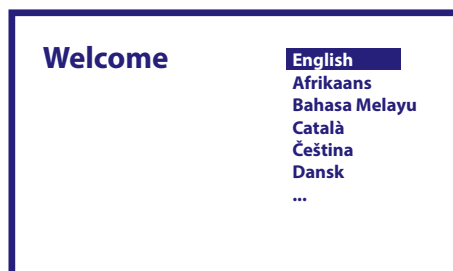 Welcome
English
Afrikaans
Bahasa Melayu
Català
Čeština
Dansk
...